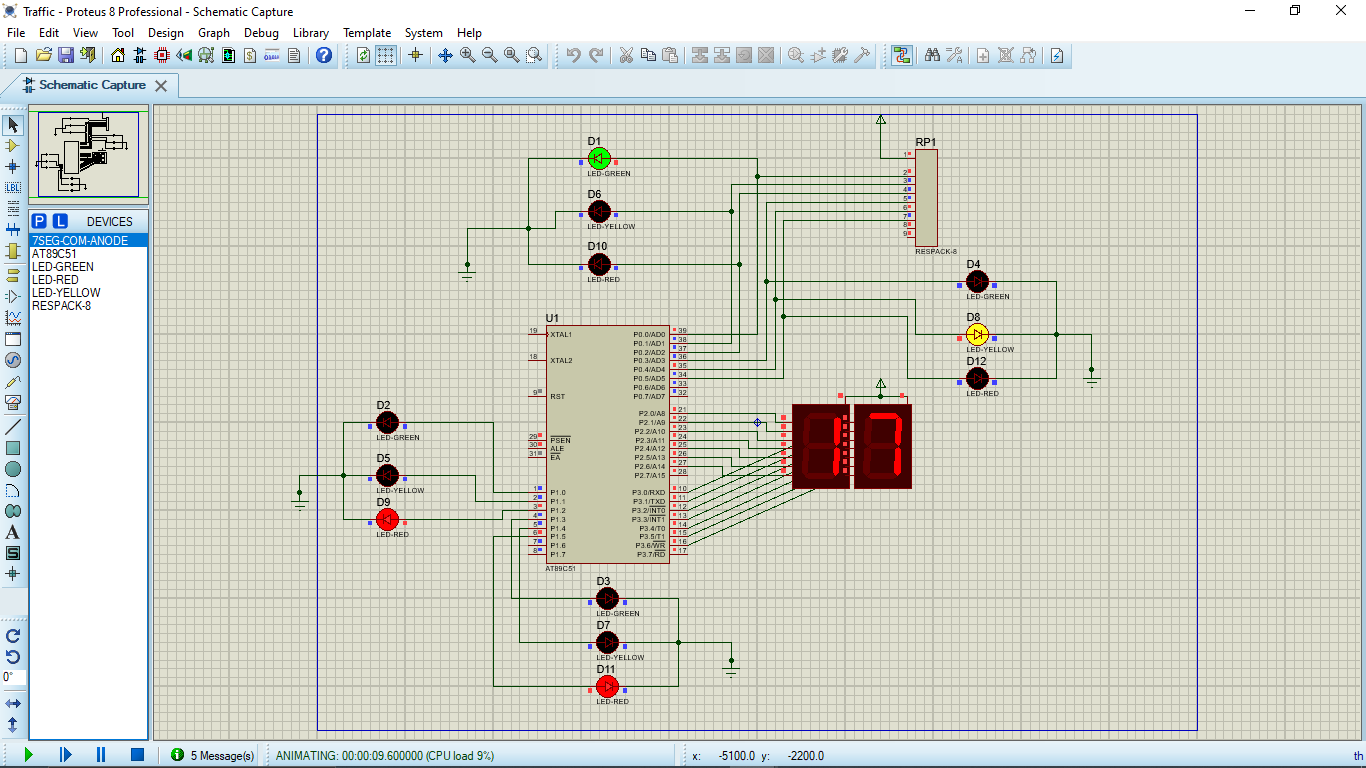 Traffic - Proteus 8 Professional - Schematic Capture
File Edit View Tool Design Graph Debug Library Template System Help
Schematic Capture
P L DEVICES
7SEG-COM-ANODE
AT89C51
LED-GREEN
LED-RED
LED-YELLOW
RESPACK-8
LBL
A
S
0°
D1
LED-GREEN
D6
LED-YELLOW
D10
LED-RED
RP1
1
2
3
4
5
6
7
8
9
RESPACK-8
D4
LED-GREEN
D8
LED-YELLOW
D12
LED-RED
U1
19 XTAL1
18 XTAL2
9 RST
29 PSEN
30 ALE
31 EA
1 P1.0
2 P1.1
3 P1.2
4 P1.3
5 P1.4
6 P1.5
7 P1.6
8 P1.7
P0.0/AD0 39
P0.1/AD1 38
P0.2/AD2 37
P0.3/AD3 36
P0.4/AD4 35
P0.5/AD5 34
P0.6/AD6 33
P0.7/AD7 32
P2.0/A8 21
P2.1/A9 22
P2.2/A10 23
P2.3/A11 24
P2.4/A12 25
P2.5/A13 26
P2.6/A14 27
P2.7/A15 28
P3.0/RXD 10
P3.1/TXD 11
P3.2/INT0 12
P3.3/INT1 13
P3.4/T0 14
P3.5/T1 15
P3.6/WR 16
P3.7/RD 17
AT89C51
17
D2
LED-GREEN
D5
LED-YELLOW
D9
LED-RED
D3
LED-GREEN
D7
LED-YELLOW
D11
LED-RED
5 Message(s)
ANIMATING: 00:00:09.600000 (CPU load 9%)
x: -5100.0 y: -2200.0
th